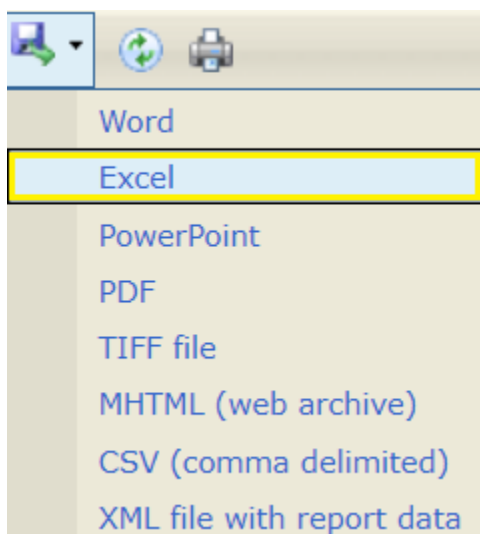 Word
Excel
PowerPoint
PDF
TIFF file
MHTML (web archive)
CSV (comma delimited)
XML file with report data